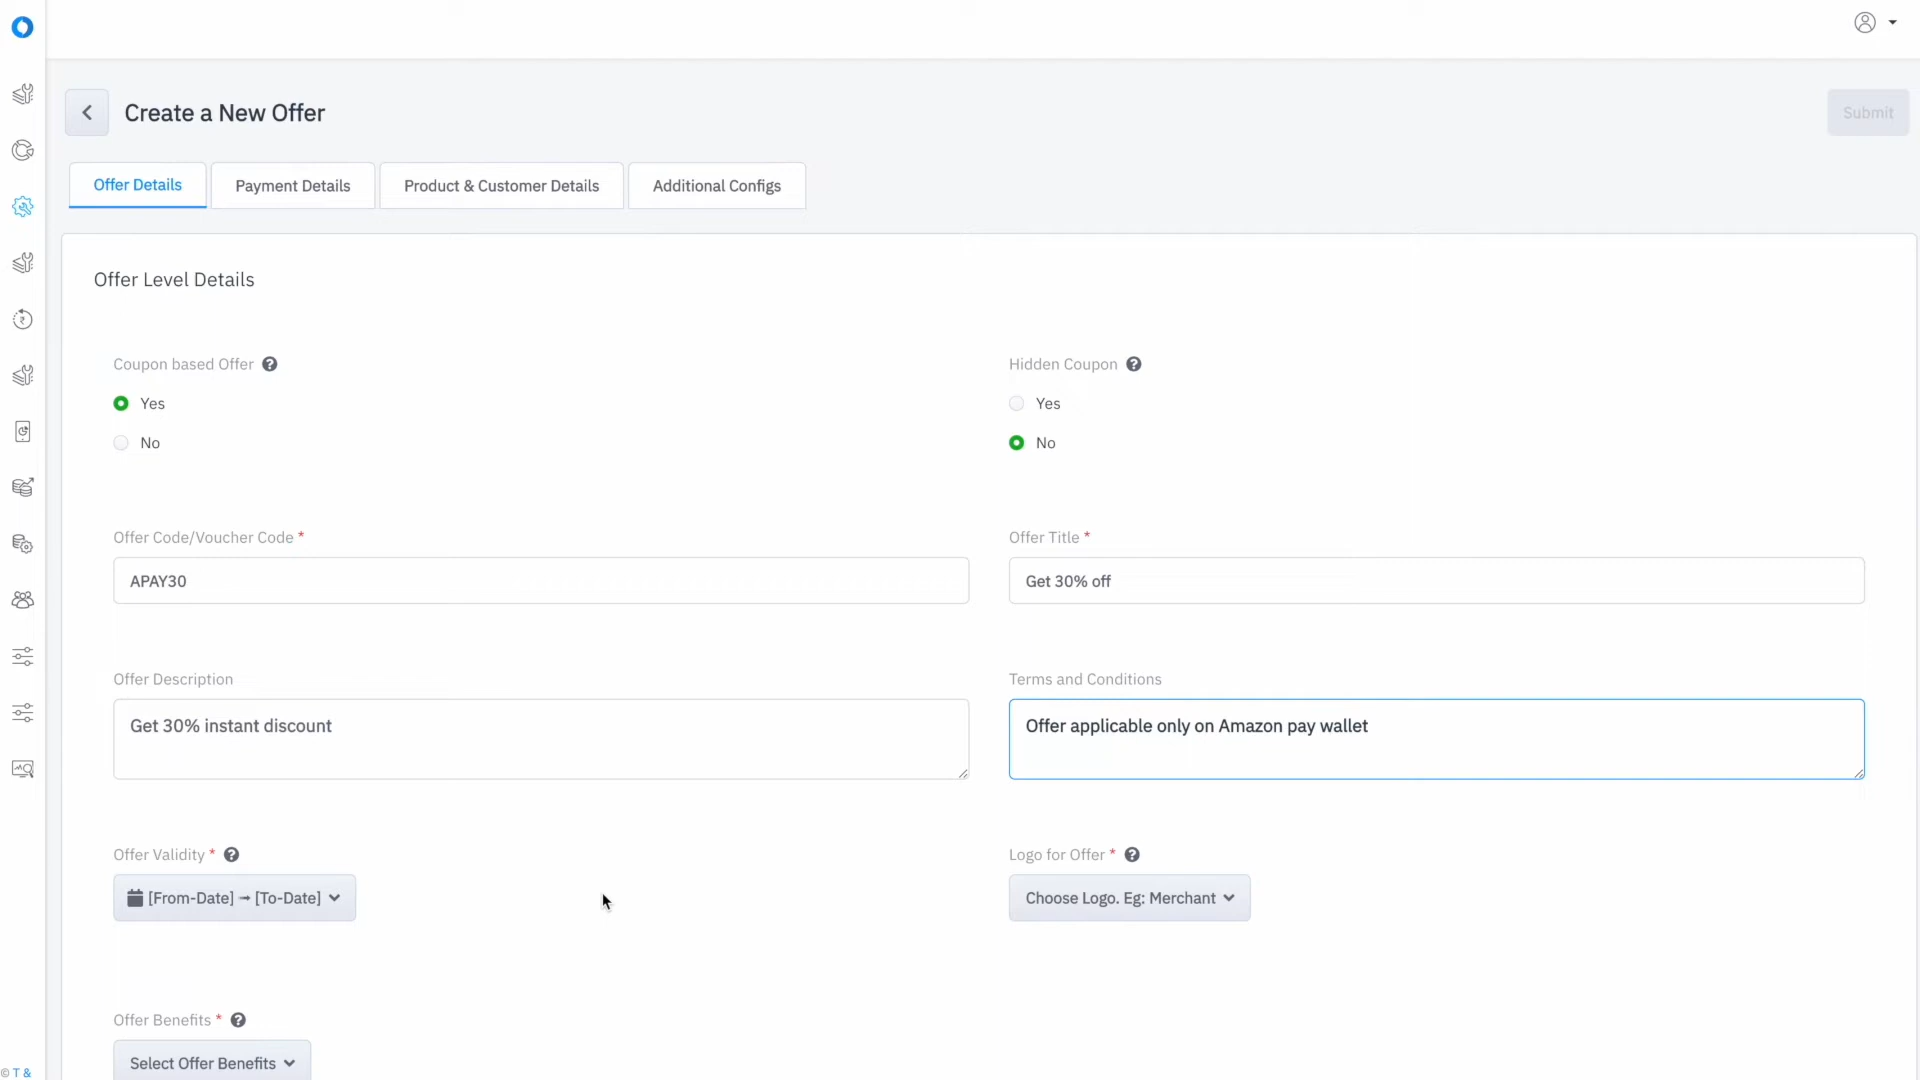 Create a New Offer
Submit
Offer Details
Payment Details
Product & Customer Details
Additional Configs
Offer Level Details
Coupon based Offer
Hidden Coupon
Yes
Yes
No
No
Offer Code/Voucher Code *
Offer Title *
APAY30
Get 30% off
Offer Description
Terms and Conditions
Get 30% instant discount
Offer applicable only on Amazon pay wallet
Offer Validity *
Logo for Offer *
[From-Date] → [To-Date]
Choose Logo. Eg: Merchant
Offer Benefits *
Select Offer Benefits
© T &